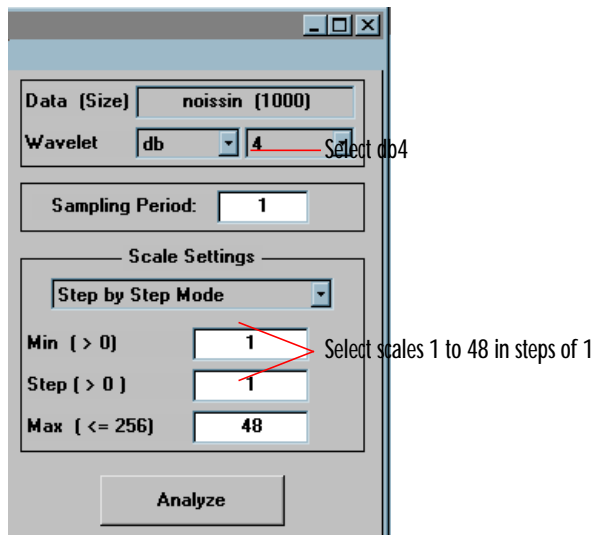 Data (Size) noissin (1000)
Wavelet db 4 Select db4
Sampling Period: 1
Scale Settings
Step by Step Mode
Min ( > 0) 1
Select scales 1 to 48 in steps of 1
Step ( > 0 ) 1
Max ( <= 256) 48
Analyze